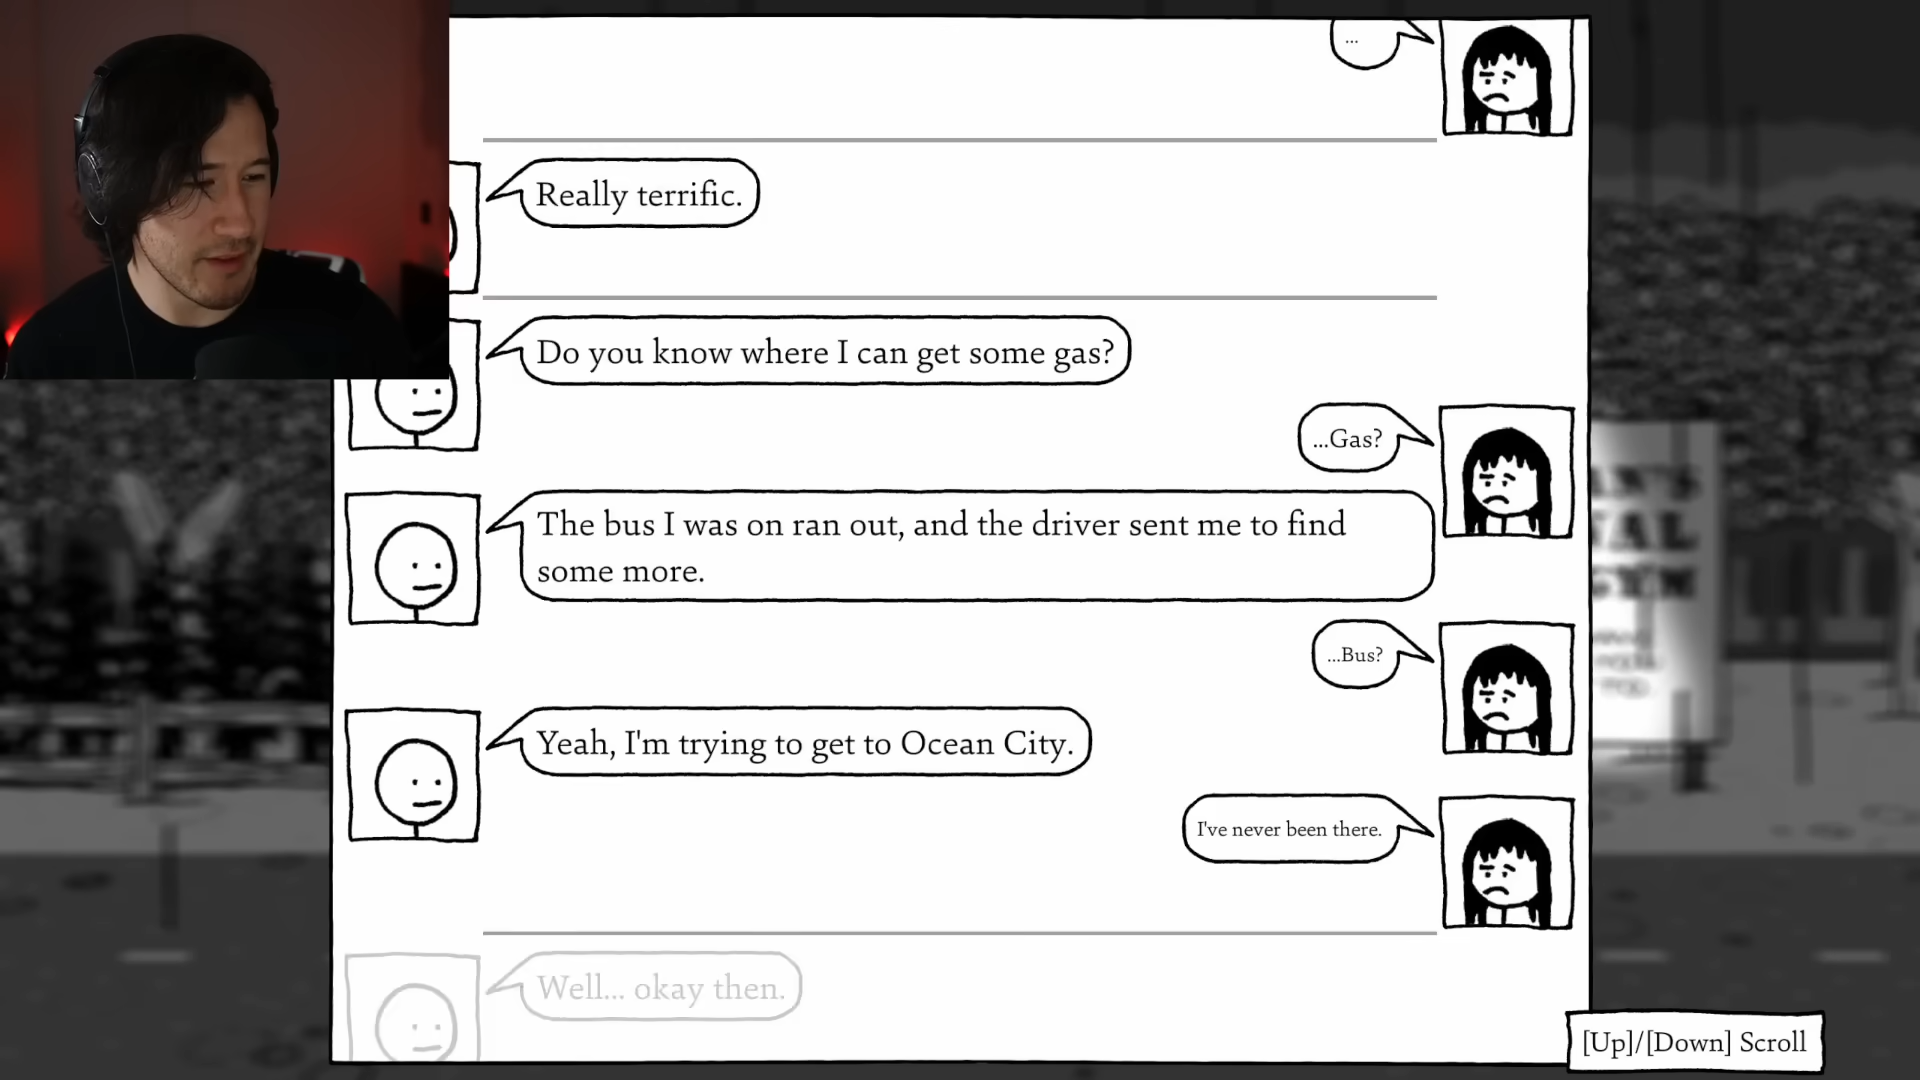 ...
Really terrific.
Do you know where I can get some gas?
...Gas?
The bus I was on ran out, and the driver sent me to find
some more.
...Bus?
Yeah, I'm trying to get to Ocean City.
I've never been there.
Well... okay then.
[Up]/[Down] Scroll